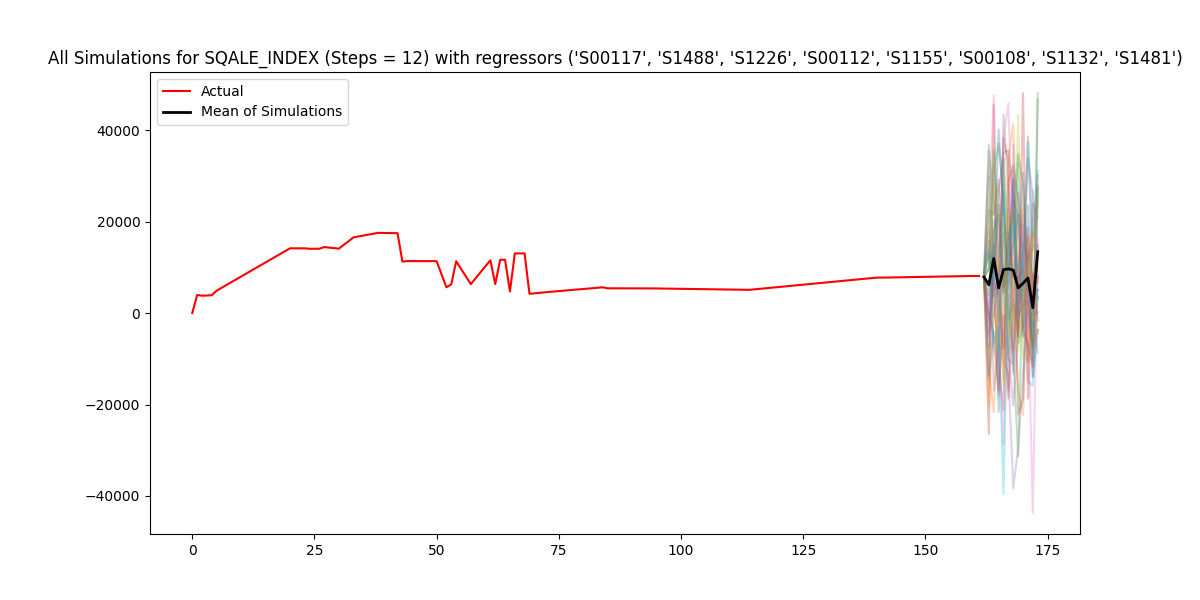 All Simulations for SQALE_INDEX (Steps = 12) with regressors ('S00117', 'S1488', 'S1226', 'S00112', 'S1155', 'S00108', 'S1132', 'S1481')
Actual
Mean of Simulations
40000
20000
0
−20000
−40000
0 25 50 75 100 125 150 175